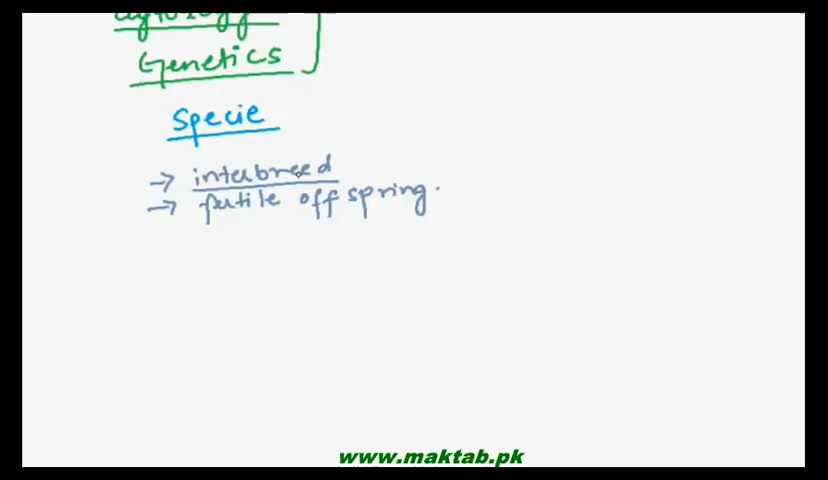 Genetics
Specie
→ interbreed
→ fertile offspring.
www.maktab.pk